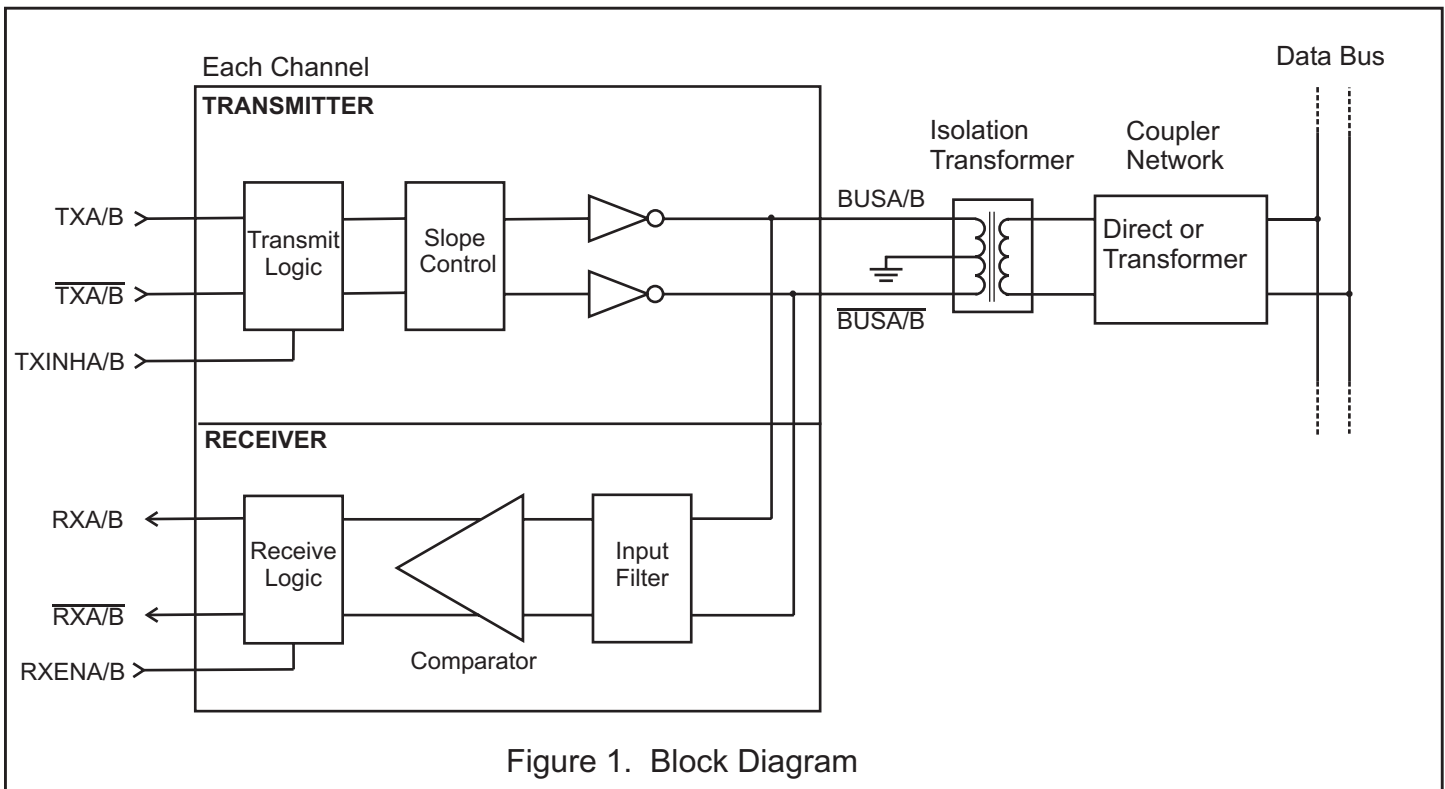 Each Channel
TRANSMITTER
TXA/B
TXA/B
TXINHA/B
Transmit
Logic
Slope
Control
BUSA/B
BUSA/B
Isolation
Transformer
Coupler
Network
Direct or
Transformer
Data Bus
RECEIVER
RXA/B
RXA/B
RXENA/B
Receive
Logic
Comparator
Input
Filter
Figure 1. Block Diagram